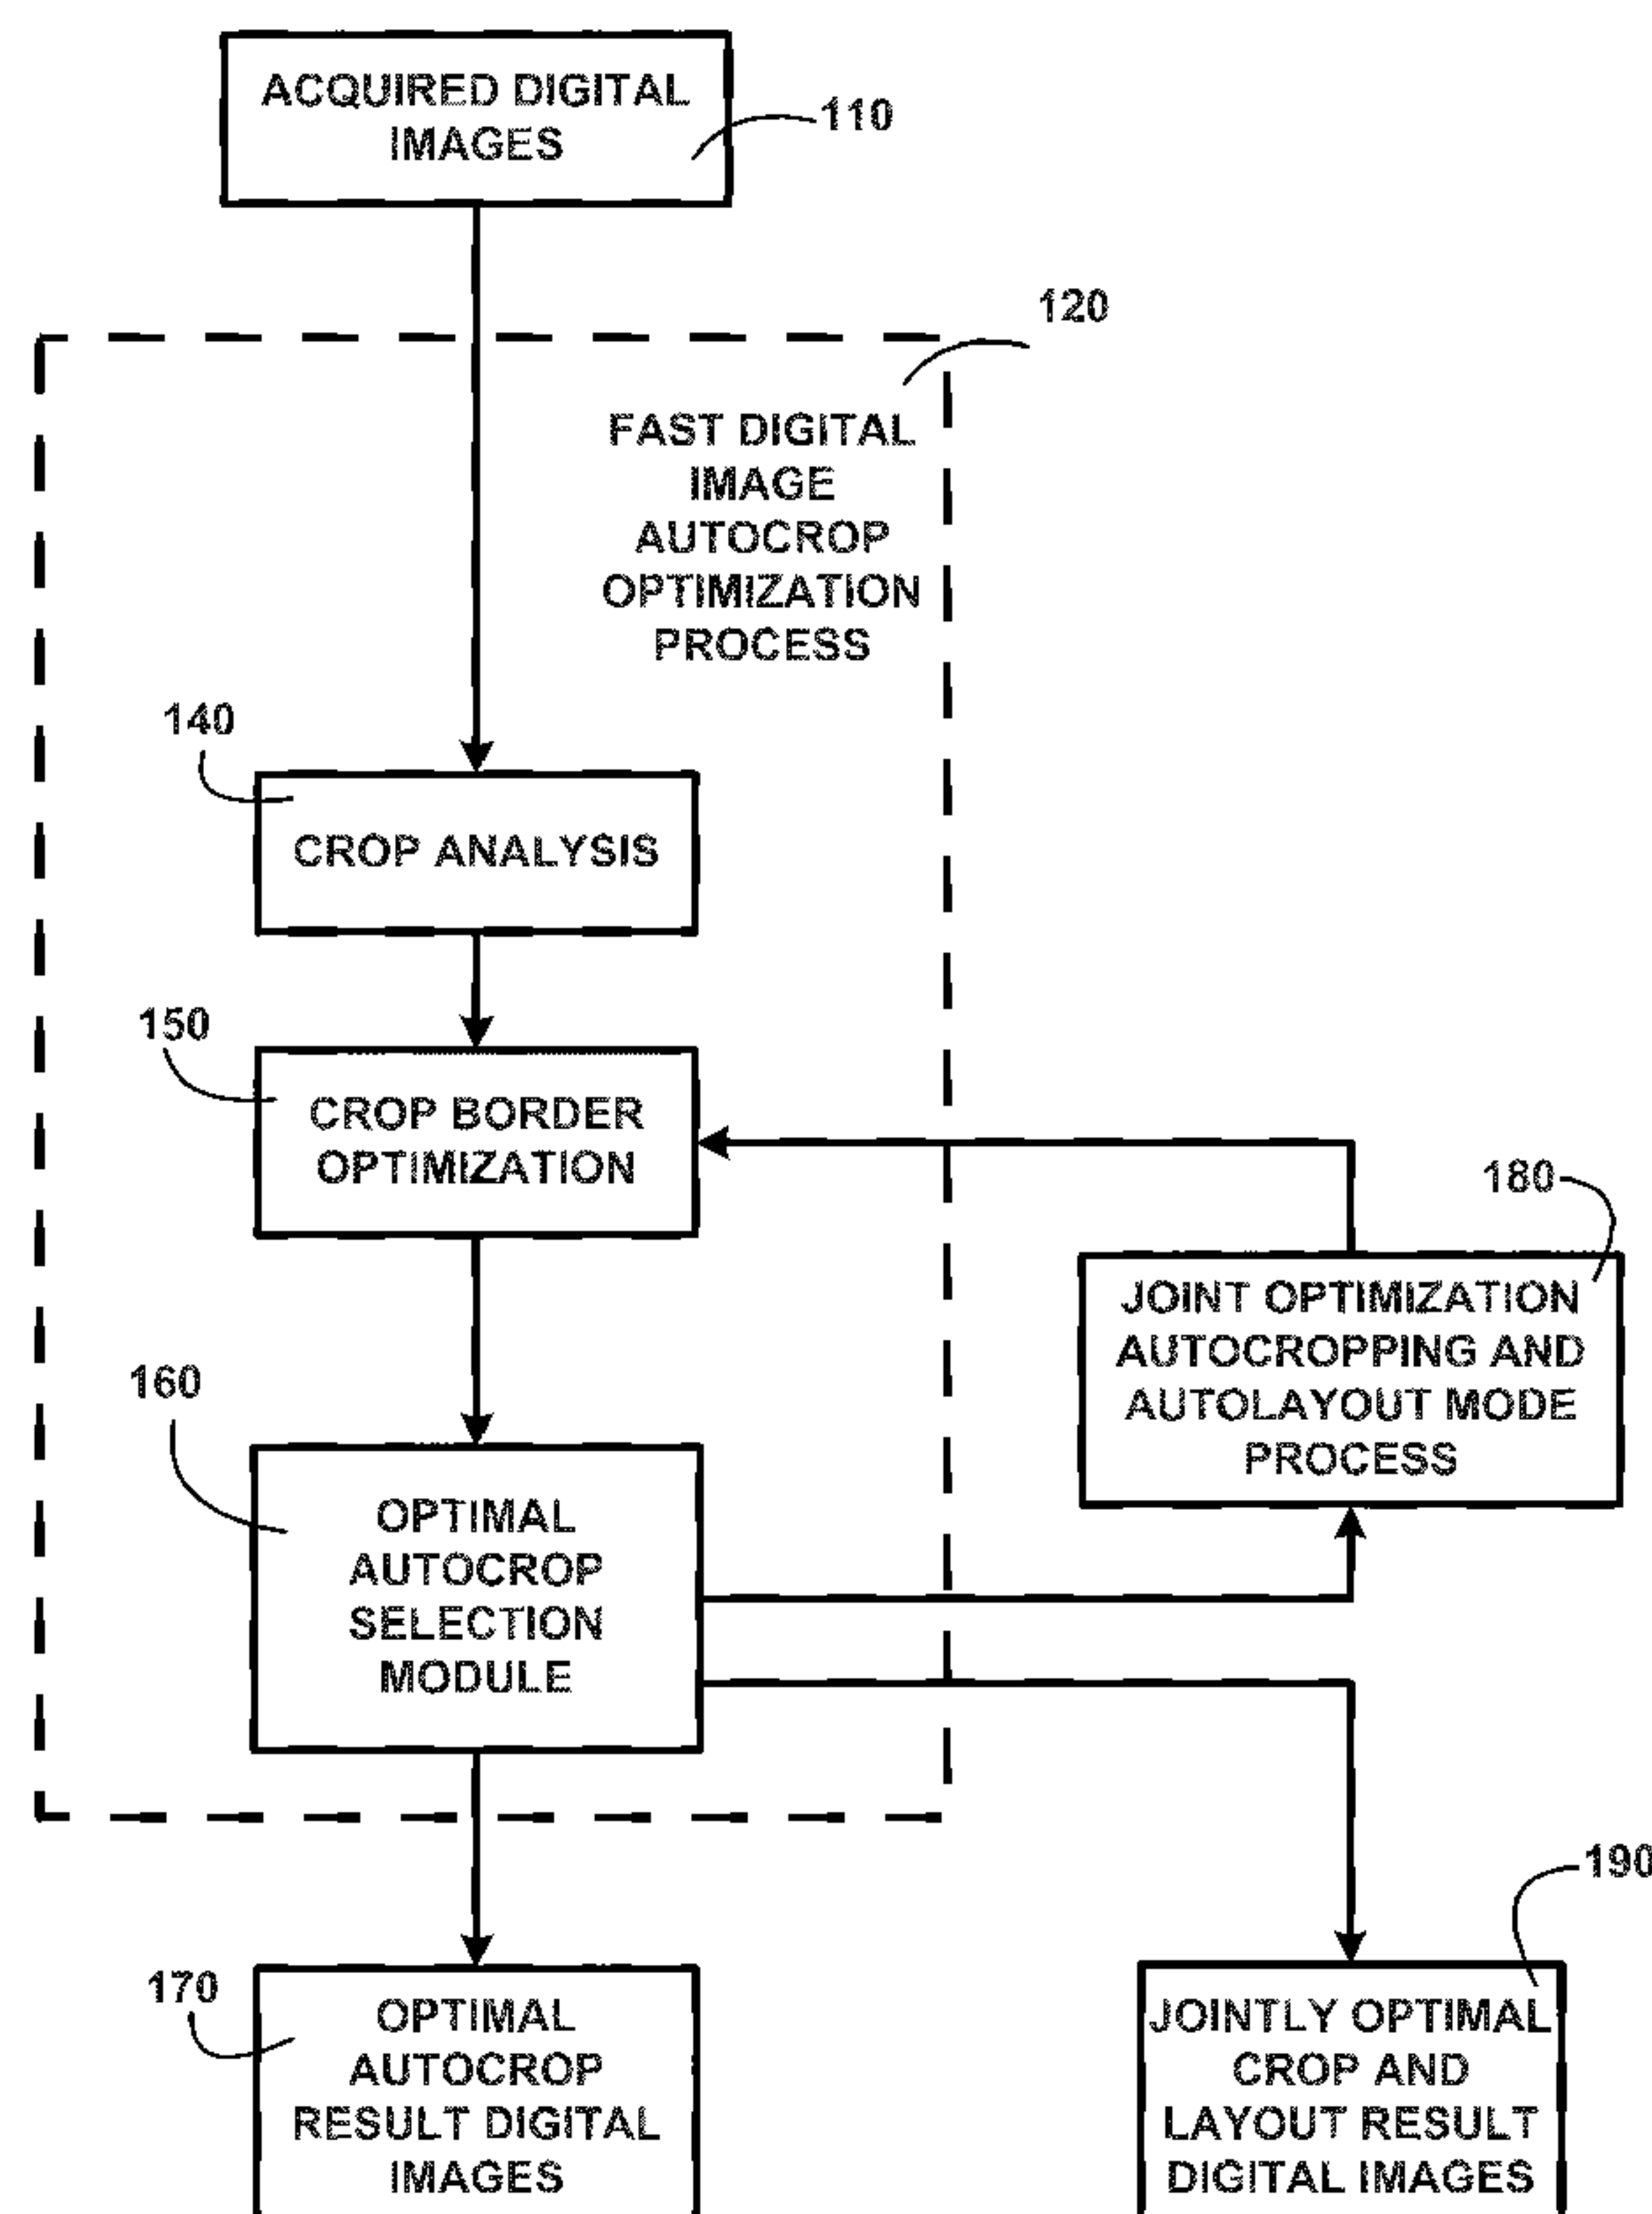 ACQUIRED DIGITAL
IMAGES
110
120
FAST DIGITAL
IMAGE
AUTOCROP
OPTIMIZATION
PROCESS
140
CROP ANALYSIS
150
CROP BORDER
OPTIMIZATION
180
JOINT OPTIMIZATION
AUTOCROPPING AND
AUTOLAYOUT MODE
PROCESS
160
OPTIMAL
AUTOCROP
SELECTION
MODULE
190
170
OPTIMAL
AUTOCROP
RESULT DIGITAL
IMAGES
JOINTLY OPTIMAL
CROP AND
LAYOUT RESULT
DIGITAL IMAGES